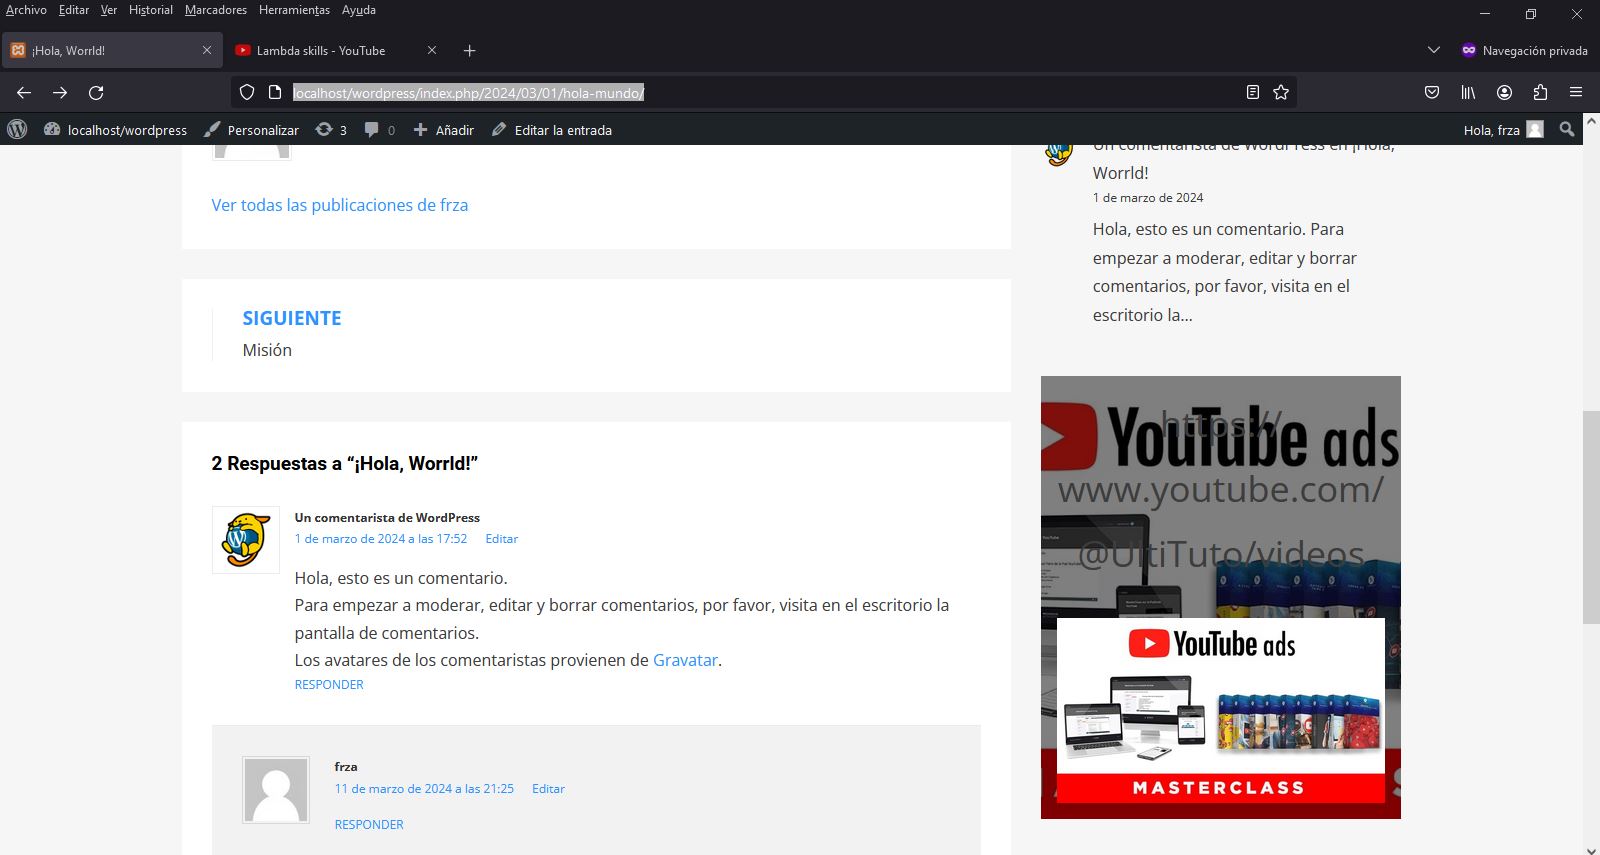 Archivo Editar Ver Historial Marcadores Herramientas Ayuda
¡Hola, Worrld!
Lambda skills - YouTube
Navegación privada
localhost/wordpress/index.php/2024/03/01/hola-mundo/
localhost/wordpress Personalizar 3 0 Añadir Editar la entrada
Hola, frza
Ver todas las publicaciones de frza
SIGUIENTE
Misión
2 Respuestas a “¡Hola, Worrld!”
Un comentarista de WordPress
1 de marzo de 2024 a las 17:52 Editar
Hola, esto es un comentario.
Para empezar a moderar, editar y borrar comentarios, por favor, visita en el escritorio la
pantalla de comentarios.
Los avatares de los comentaristas provienen de Gravatar.
RESPONDER
frza
11 de marzo de 2024 a las 21:25 Editar
RESPONDER
Un comentarista de WordPress en ¡Hola,
Worrld!
1 de marzo de 2024
Hola, esto es un comentario. Para
empezar a moderar, editar y borrar
comentarios, por favor, visita en el
escritorio la...
YouTube ads
https://
www.youtube.com/
@UltiTuto/videos
YouTube ads
MASTERCLASS